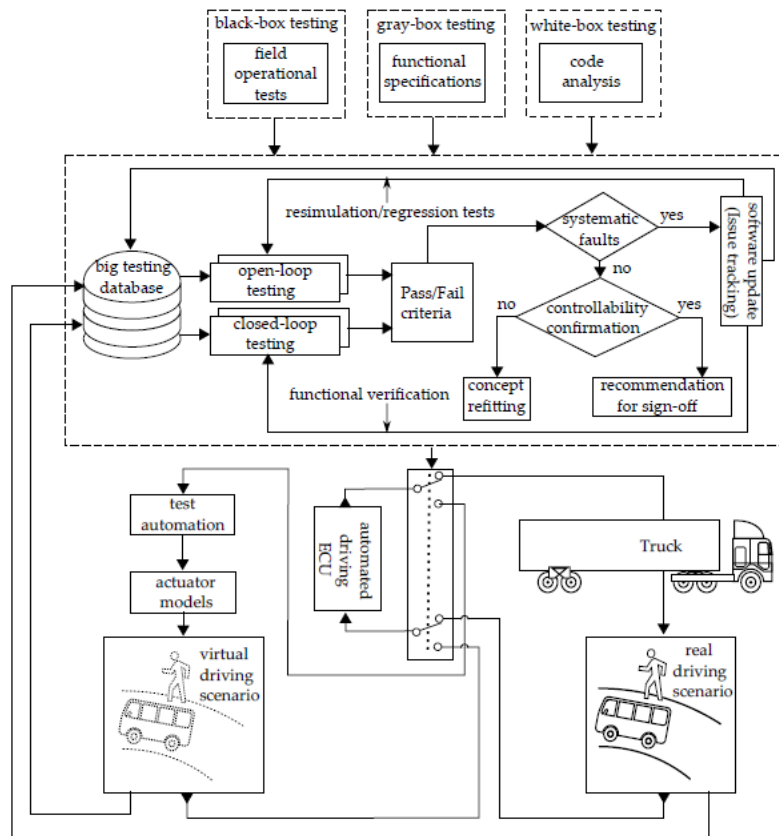 black-box testing
field
operational
tests
gray-box testing
functional
specifications
white-box testing
code
analysis
resimulation/regression tests
systematic
faults
yes
no
software update
(Issue tracking)
big testing
database
open-loop
testing
closed-loop
testing
Pass/Fail
criteria
no
controllability
confirmation
yes
functional verification
concept
refitting
recommendation
for sign-off
test
automation
actuator
models
automated
driving
ECU
Truck
virtual
driving
scenario
real
driving
scenario